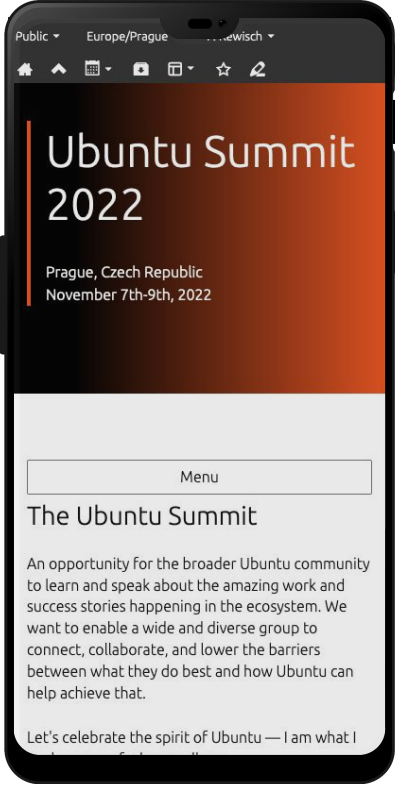 Public Europe/Prague Kewisch
Ubuntu Summit
2022
Prague, Czech Republic
November 7th-9th, 2022
Menu
The Ubuntu Summit
An opportunity for the broader Ubuntu community
to learn and speak about the amazing work and
success stories happening in the ecosystem. We
want to enable a wide and diverse group to
connect, collaborate, and lower the barriers
between what they do best and how Ubuntu can
help achieve that.
Let's celebrate the spirit of Ubuntu — I am what I